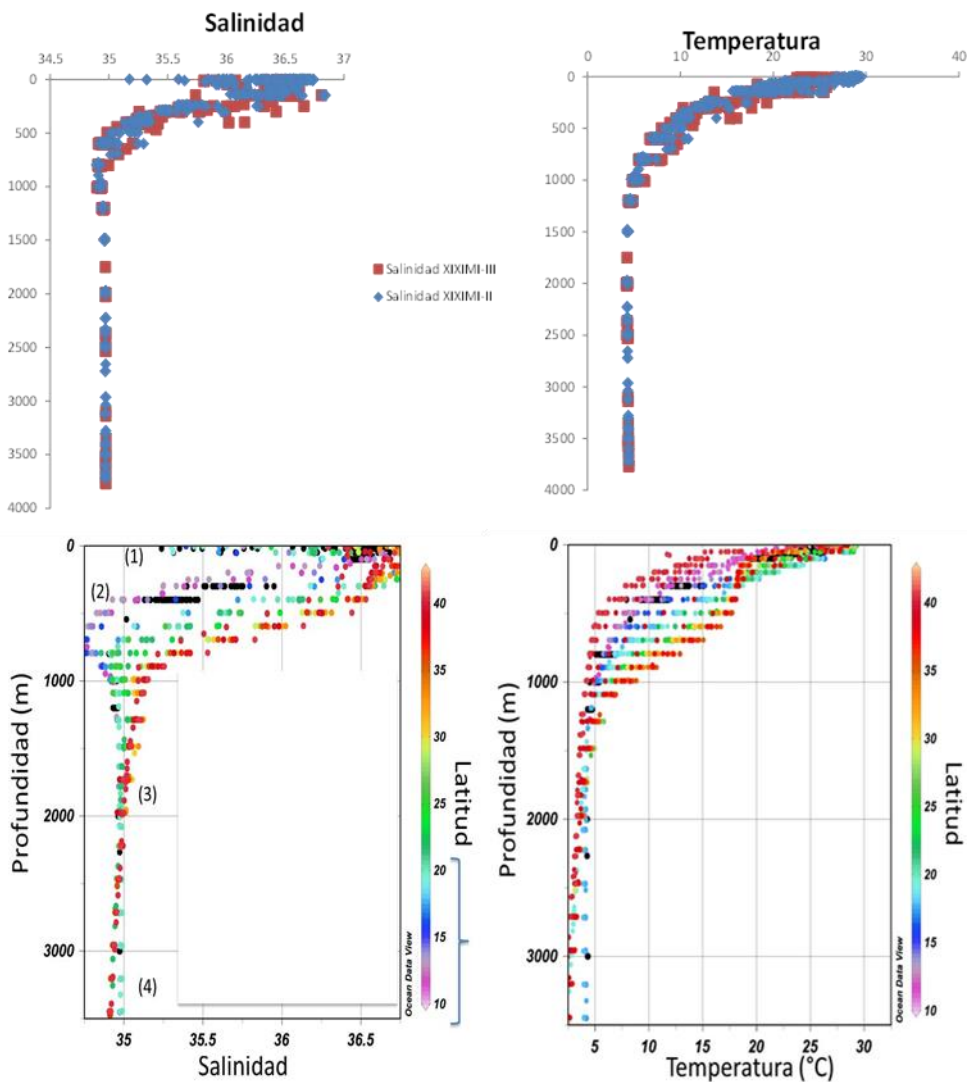 Salinidad
34.5 35 35.5 36 36.5 37
0
500
1000
1500
2000
2500
3000
3500
4000
Salinidad XIXIMI-III
Salinidad XIXIMI-II
Temperatura
0 10 20 30 40
0
500
1000
1500
2000
2500
3000
3500
4000
Profundidad (m)
0
1000
2000
3000
(1)
(2)
(3)
(4)
35 35.5 36 36.5
Salinidad
40
35
30
25
20
15
10
Latitud
Ocean Data View
Profundidad (m)
0
1000
2000
3000
5 10 15 20 25 30
Temperatura (°C)
40
35
30
25
20
15
10
Latitud
Ocean Data View